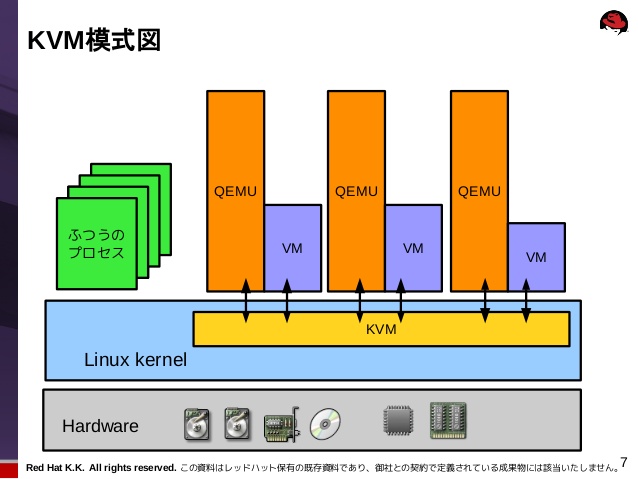 KVM模式図
QEMU
QEMU
QEMU
ふつうの
プロセス
VM
VM
VM
KVM
Linux kernel
Hardware
Red Hat K.K. All rights reserved. この資料はレッドハット保有の既存資料であり、御社との契約で定義されている成果物には該当いたしません。
7